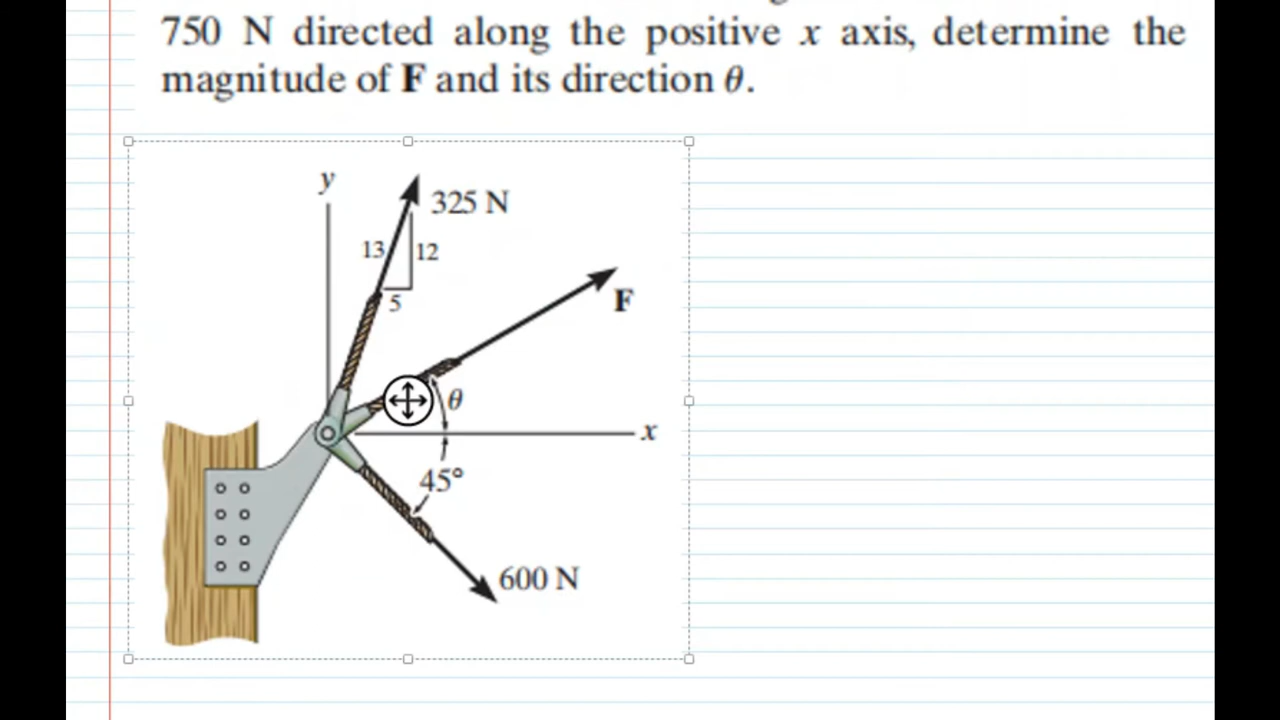 750 N directed along the positive x axis, determine the
magnitude of F and its direction θ.
y
325 N
13
12
5
F
θ
x
45°
600 N